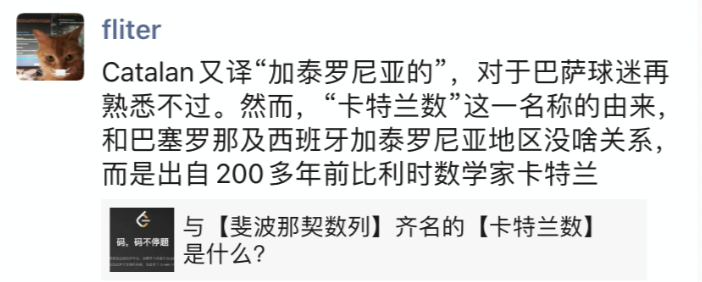 fliter
Catalan又译“加泰罗尼亚的”，对于巴萨球迷再
熟悉不过。然而，“卡特兰数”这一名称的由来，
和巴塞罗那及西班牙加泰罗尼亚地区没啥关系，
而是出自200多年前比利时数学家卡特兰
码，码不停题
与【斐波那契数列】齐名的【卡特兰数】
是什么？